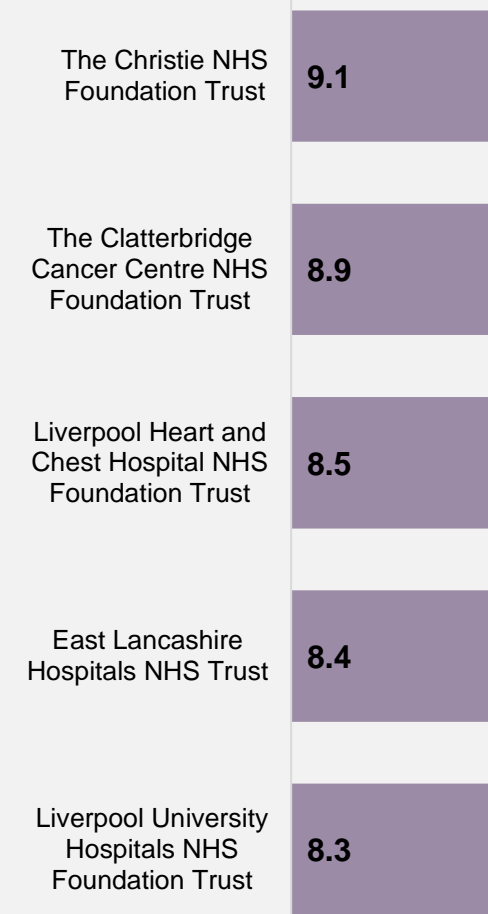 The Christie NHS
Foundation Trust
9.1
The Clatterbridge
Cancer Centre NHS
Foundation Trust
8.9
Liverpool Heart and
Chest Hospital NHS
Foundation Trust
8.5
East Lancashire
Hospitals NHS Trust
8.4
Liverpool University
Hospitals NHS
Foundation Trust
8.3